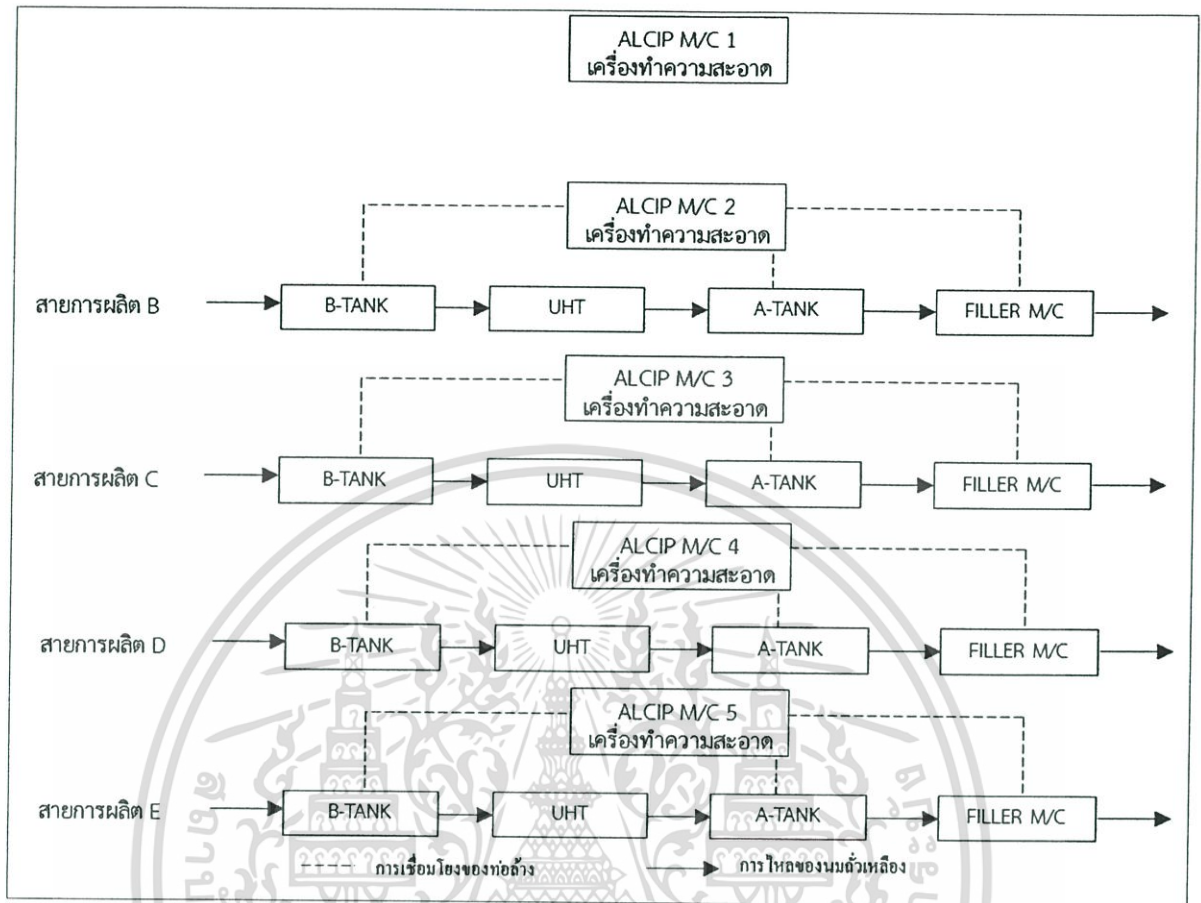 ALCIP M/C 1
เครื่องทำความสะอาด
ALCIP M/C 2
เครื่องทำความสะอาด
สายการผลิต B
B-TANK
UHT
A-TANK
FILLER M/C
ALCIP M/C 3
เครื่องทำความสะอาด
สายการผลิต C
B-TANK
UHT
A-TANK
FILLER M/C
ALCIP M/C 4
เครื่องทำความสะอาด
สายการผลิต D
B-TANK
UHT
A-TANK
FILLER M/C
ALCIP M/C 5
เครื่องทำความสะอาด
สายการผลิต E
B-TANK
UHT
A-TANK
FILLER M/C
การเชื่อมโยงของท่อล้าง
การไหลของนมถั่วเหลือง